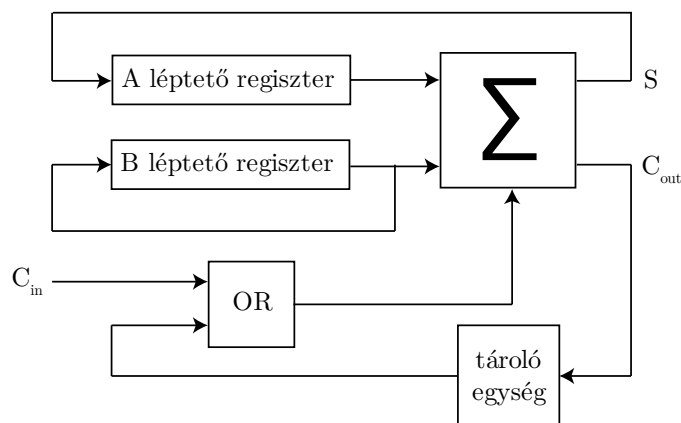 A léptető regiszter
∑
S
B léptető regiszter
C_out
C_in
OR
tároló
egység